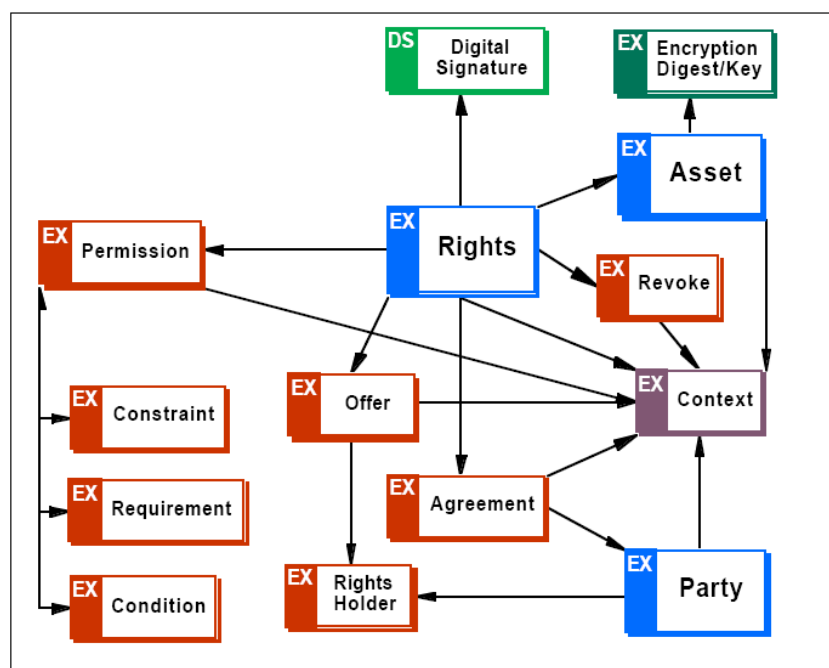 DS
Digital
Signature
EX
Encryption
Digest/Key
EX
Asset
EX
Permission
EX
Rights
EX
Revoke
EX
Offer
EX
Context
EX
Constraint
EX
Requirement
EX
Agreement
EX
Condition
EX
Rights
Holder
EX
Party